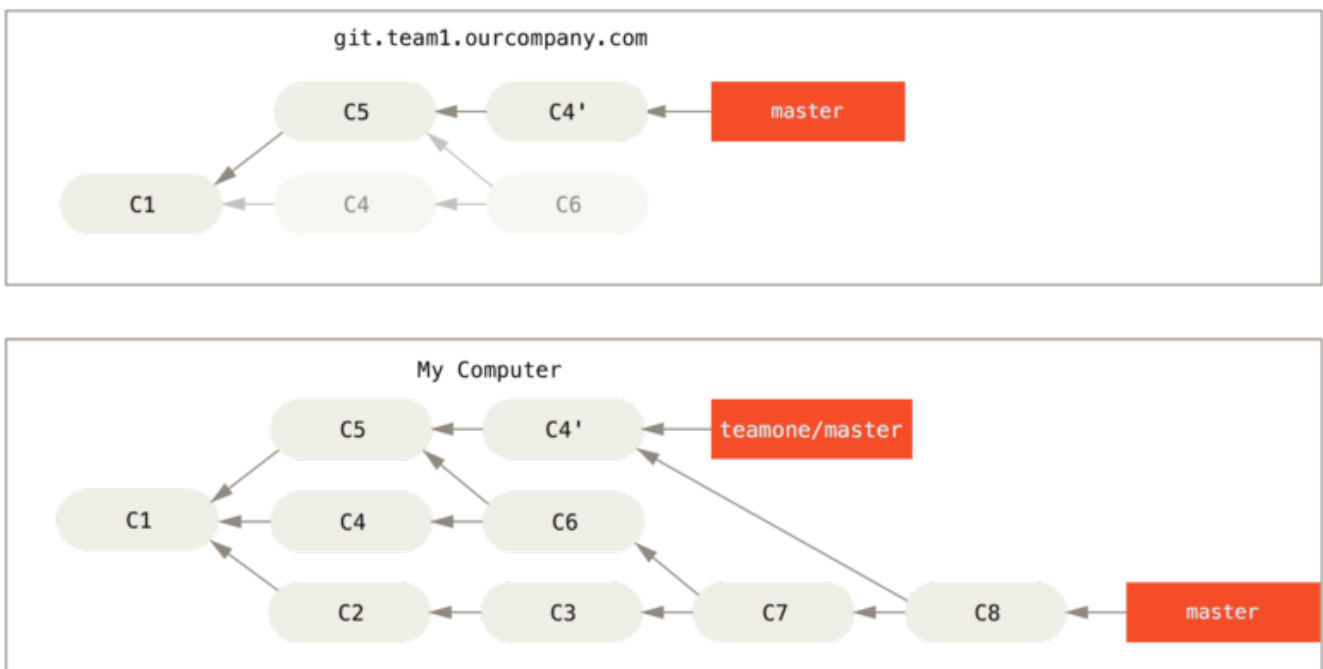 git.team1.ourcompany.com
C5 C4' master
C1 C4 C6
My Computer
C5 C4' teamone/master
C1 C4 C6
C2 C3 C7 C8 master